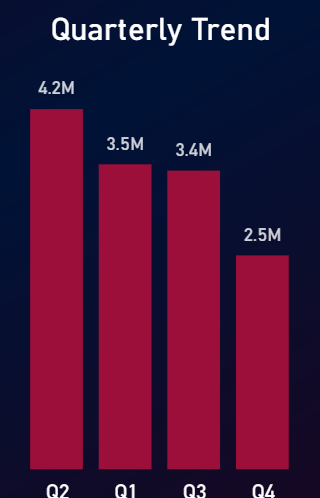 Quarterly Trend
4.2M
3.5M
3.4M
2.5M
Q2 Q1 Q3 Q4